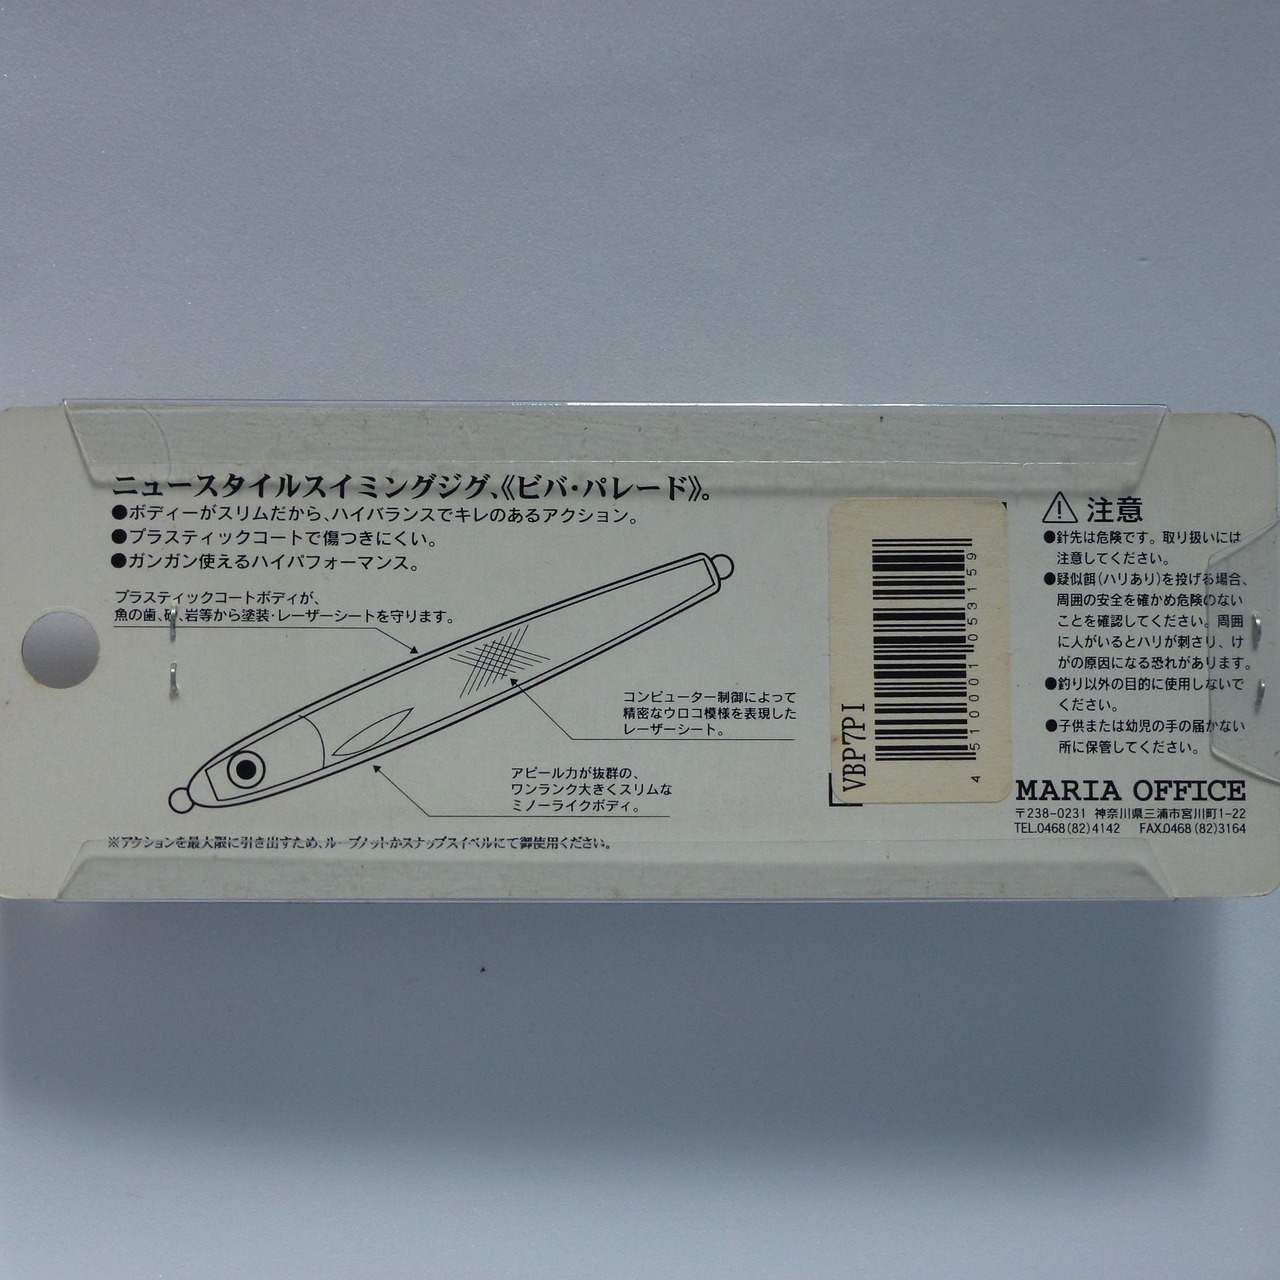 ニュースタイルスイミングジグ、《ビバ・パレード》。
●ボディーがスリムだから、ハイバランスでキレのあるアクション。
●プラスティックコートで傷つきにくい。
●ガンガン使えるハイパフォーマンス。
プラスティックコートボディが、
魚の歯、砂、岩等から塗装・レーザーシートを守ります。
コンピューター制御によって
精密なウロコ模様を表現した
レーザーシート。
アピール力が抜群の、
ワンランク大きくスリムな
ミノーライクボディ。
※アクションを最大限に引き出すため、ループノットかスナップスイベルにて御使用ください。
VBP7PI
4 510001 053159
注意
●針先は危険です。取り扱いには
注意してください。
●疑似餌(ハリあり)を投げる場合、
周囲の安全を確かめ危険のない
ことを確認してください。周囲
に人がいるとハリが刺さり、け
がの原因になる恐れがあります。
●釣り以外の目的に使用しないで
ください。
●子供または幼児の手の届かない
所に保管してください。
MARIA OFFICE
〒238-0231 神奈川県三浦市宮川町1-22
TEL.0468(82)4142 FAX.0468(82)3164